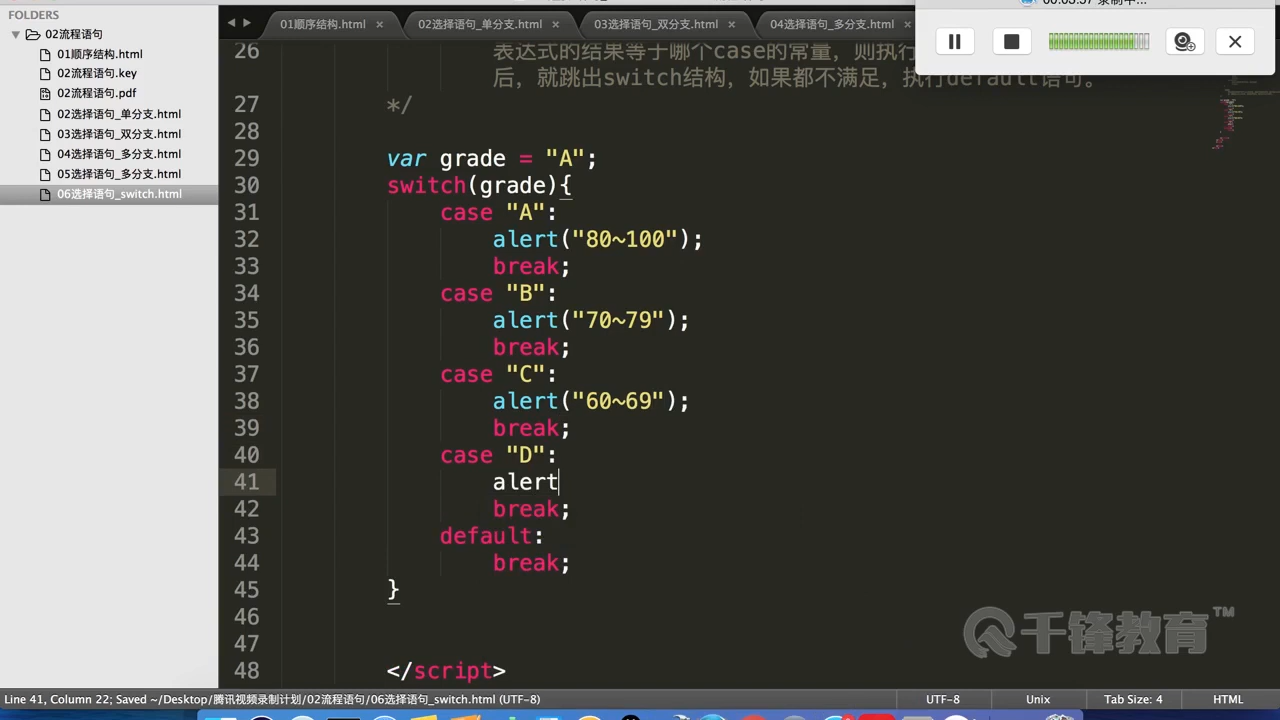 FOLDERS
02流程语句
01顺序结构.html
02流程语句.key
02流程语句.pdf
02选择语句_单分支.html
03选择语句_双分支.html
04选择语句_多分支.html
05选择语句_多分支.html
06选择语句_switch.html
01顺序结构.html
02选择语句_单分支.html
03选择语句_双分支.html
04选择语句_多分支.html
26 表达式的结果等于哪个case的常量，则执行
后，就跳出switch结构，如果都不满足，执行default语句。
27 */
28
29 var grade = "A";
30 switch(grade){
31 case "A":
32 alert("80~100");
33 break;
34 case "B":
35 alert("70~79");
36 break;
37 case "C":
38 alert("60~69");
39 break;
40 case "D":
41 alert
42 break;
43 default:
44 break;
45 }
46
47
48 </script>
千锋教育™
Line 41, Column 22; Saved ~/Desktop/腾讯视频录制计划/02流程语句/06选择语句_switch.html (UTF-8)
UTF-8
Unix
Tab Size: 4
HTML